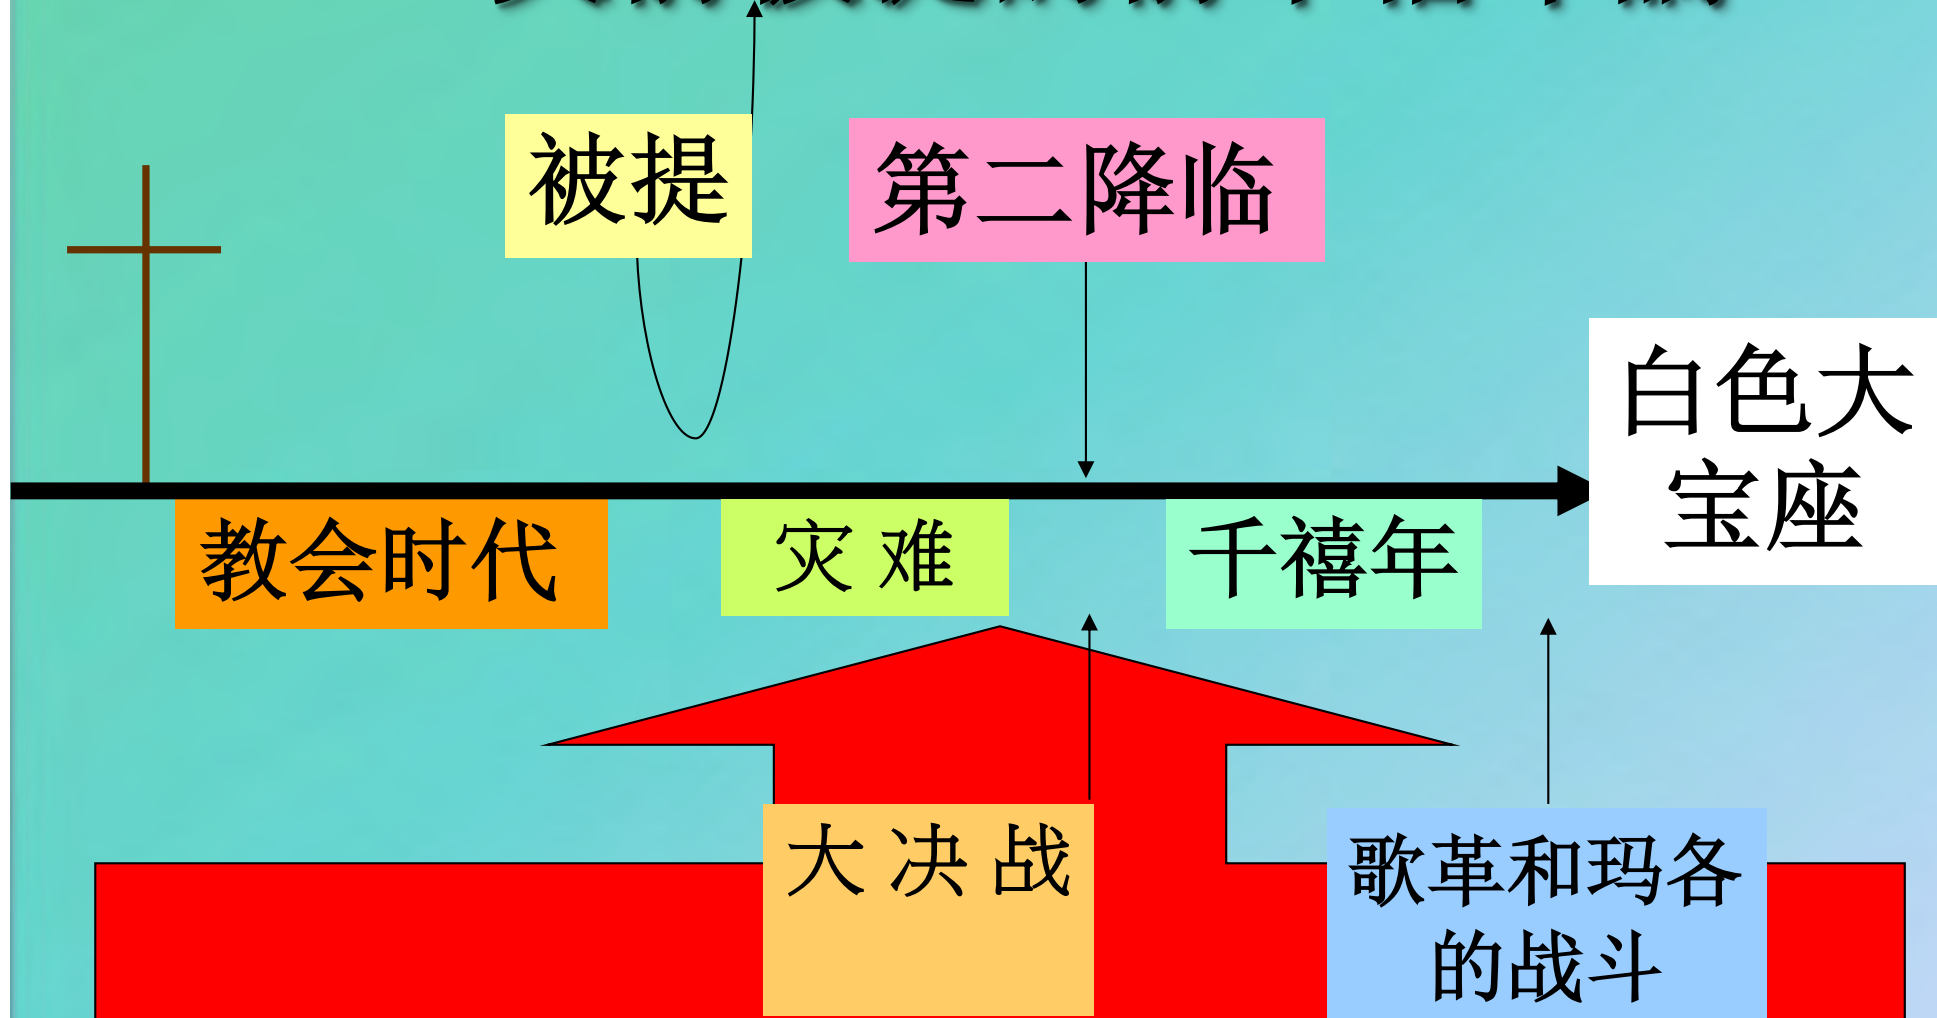 被提
第二降临
白色大
宝座
教会时代
灾 难
千禧年
大 决 战
歌革和玛各
的战斗